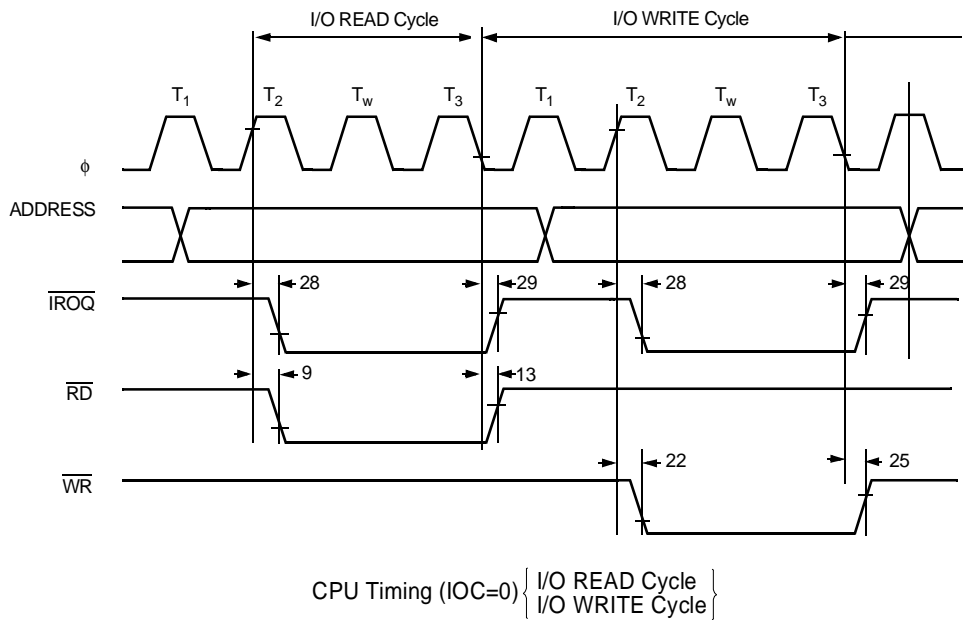 I/O READ Cycle I/O WRITE Cycle
T1 T2 Tw T3 T1 T2 Tw T3
ϕ
ADDRESS
28 29 28 29
IROQ
9 13
RD
22 25
WR
CPU Timing (IOC=0) { I/O READ Cycle
I/O WRITE Cycle }